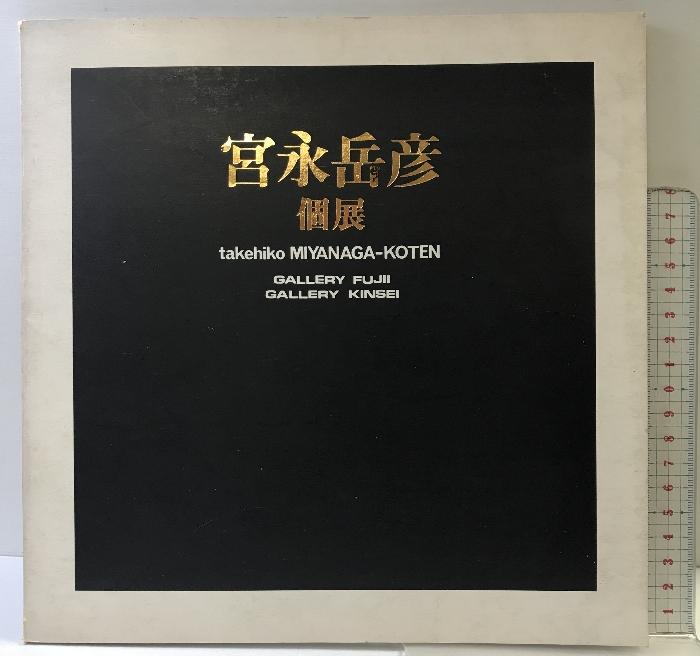 宮永岳彦
個展
takehiko MIYANAGA-KOTEN
GALLERY FUJII
GALLERY KINSEI